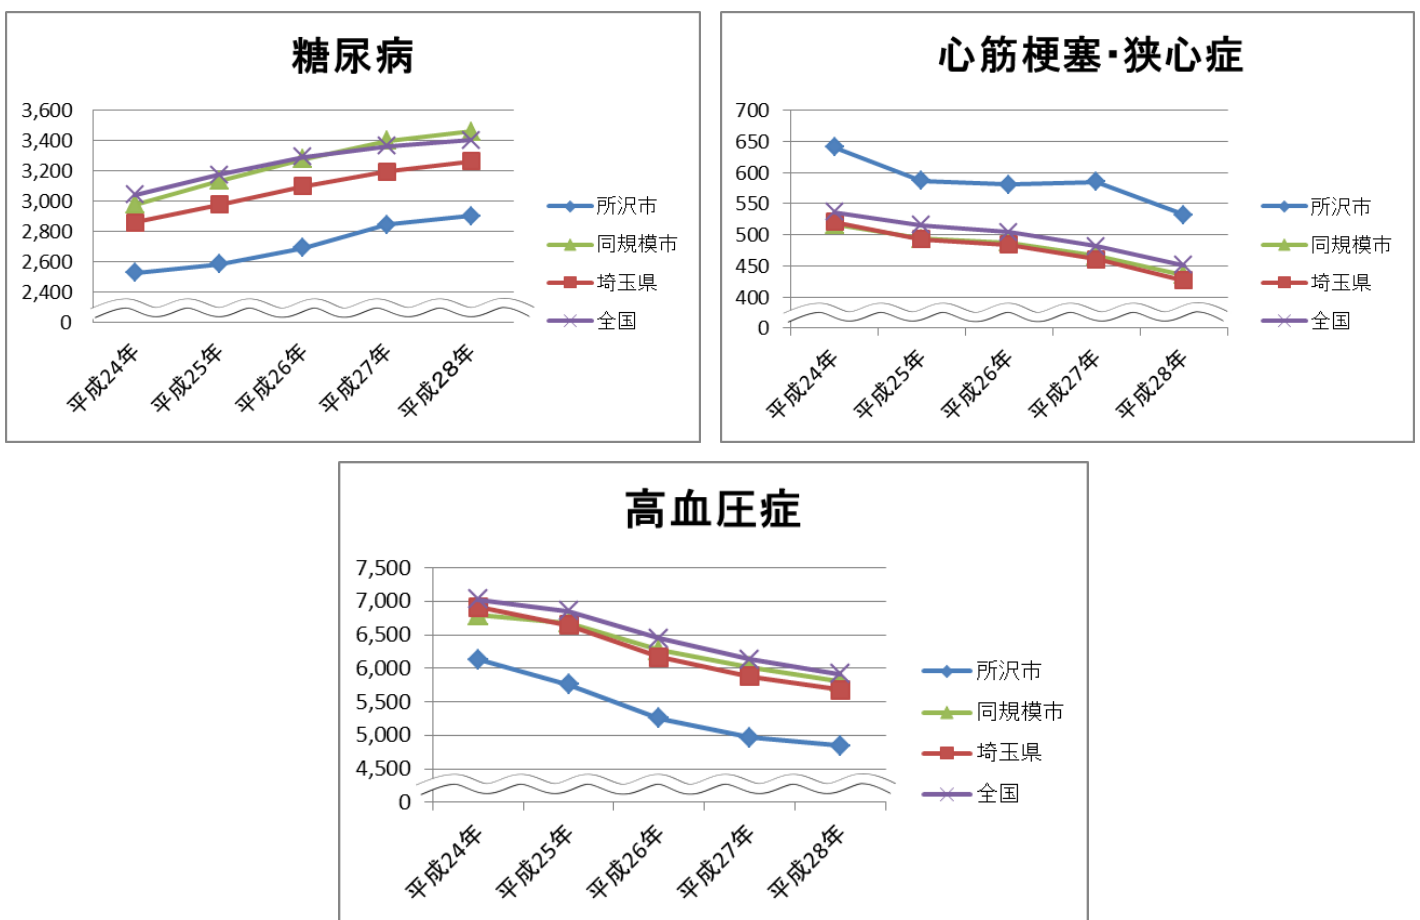 糖尿病
3,600
3,400
3,200
3,000
2,800
2,600
2,400
0
平成24年
平成25年
平成26年
平成27年
平成28年
所沢市
同規模市
埼玉県
全国
心筋梗塞・狭心症
700
650
600
550
500
450
400
0
平成24年
平成25年
平成26年
平成27年
平成28年
所沢市
同規模市
埼玉県
全国
高血圧症
7,500
7,000
6,500
6,000
5,500
5,000
4,500
0
平成24年
平成25年
平成26年
平成27年
平成28年
所沢市
同規模市
埼玉県
全国